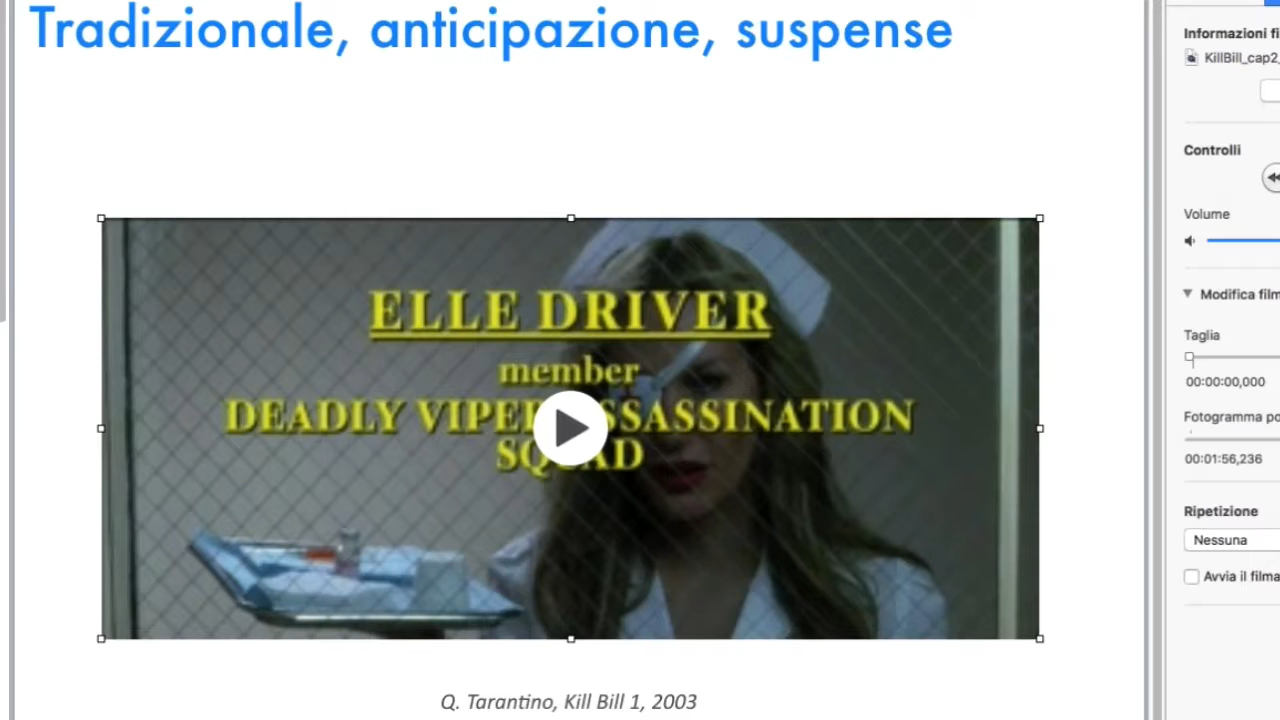 Tradizionale, anticipazione, suspense
ELLE DRIVER
member
DEADLY VIPER ASSASSINATION
SQUAD
Q. Tarantino, Kill Bill 1, 2003
Informazioni fi
KillBill_cap2_
Controlli
Volume
Modifica film
Taglia
00:00:00,000
Fotogramma po
00:01:56,236
Ripetizione
Nessuna
Avvia il filma